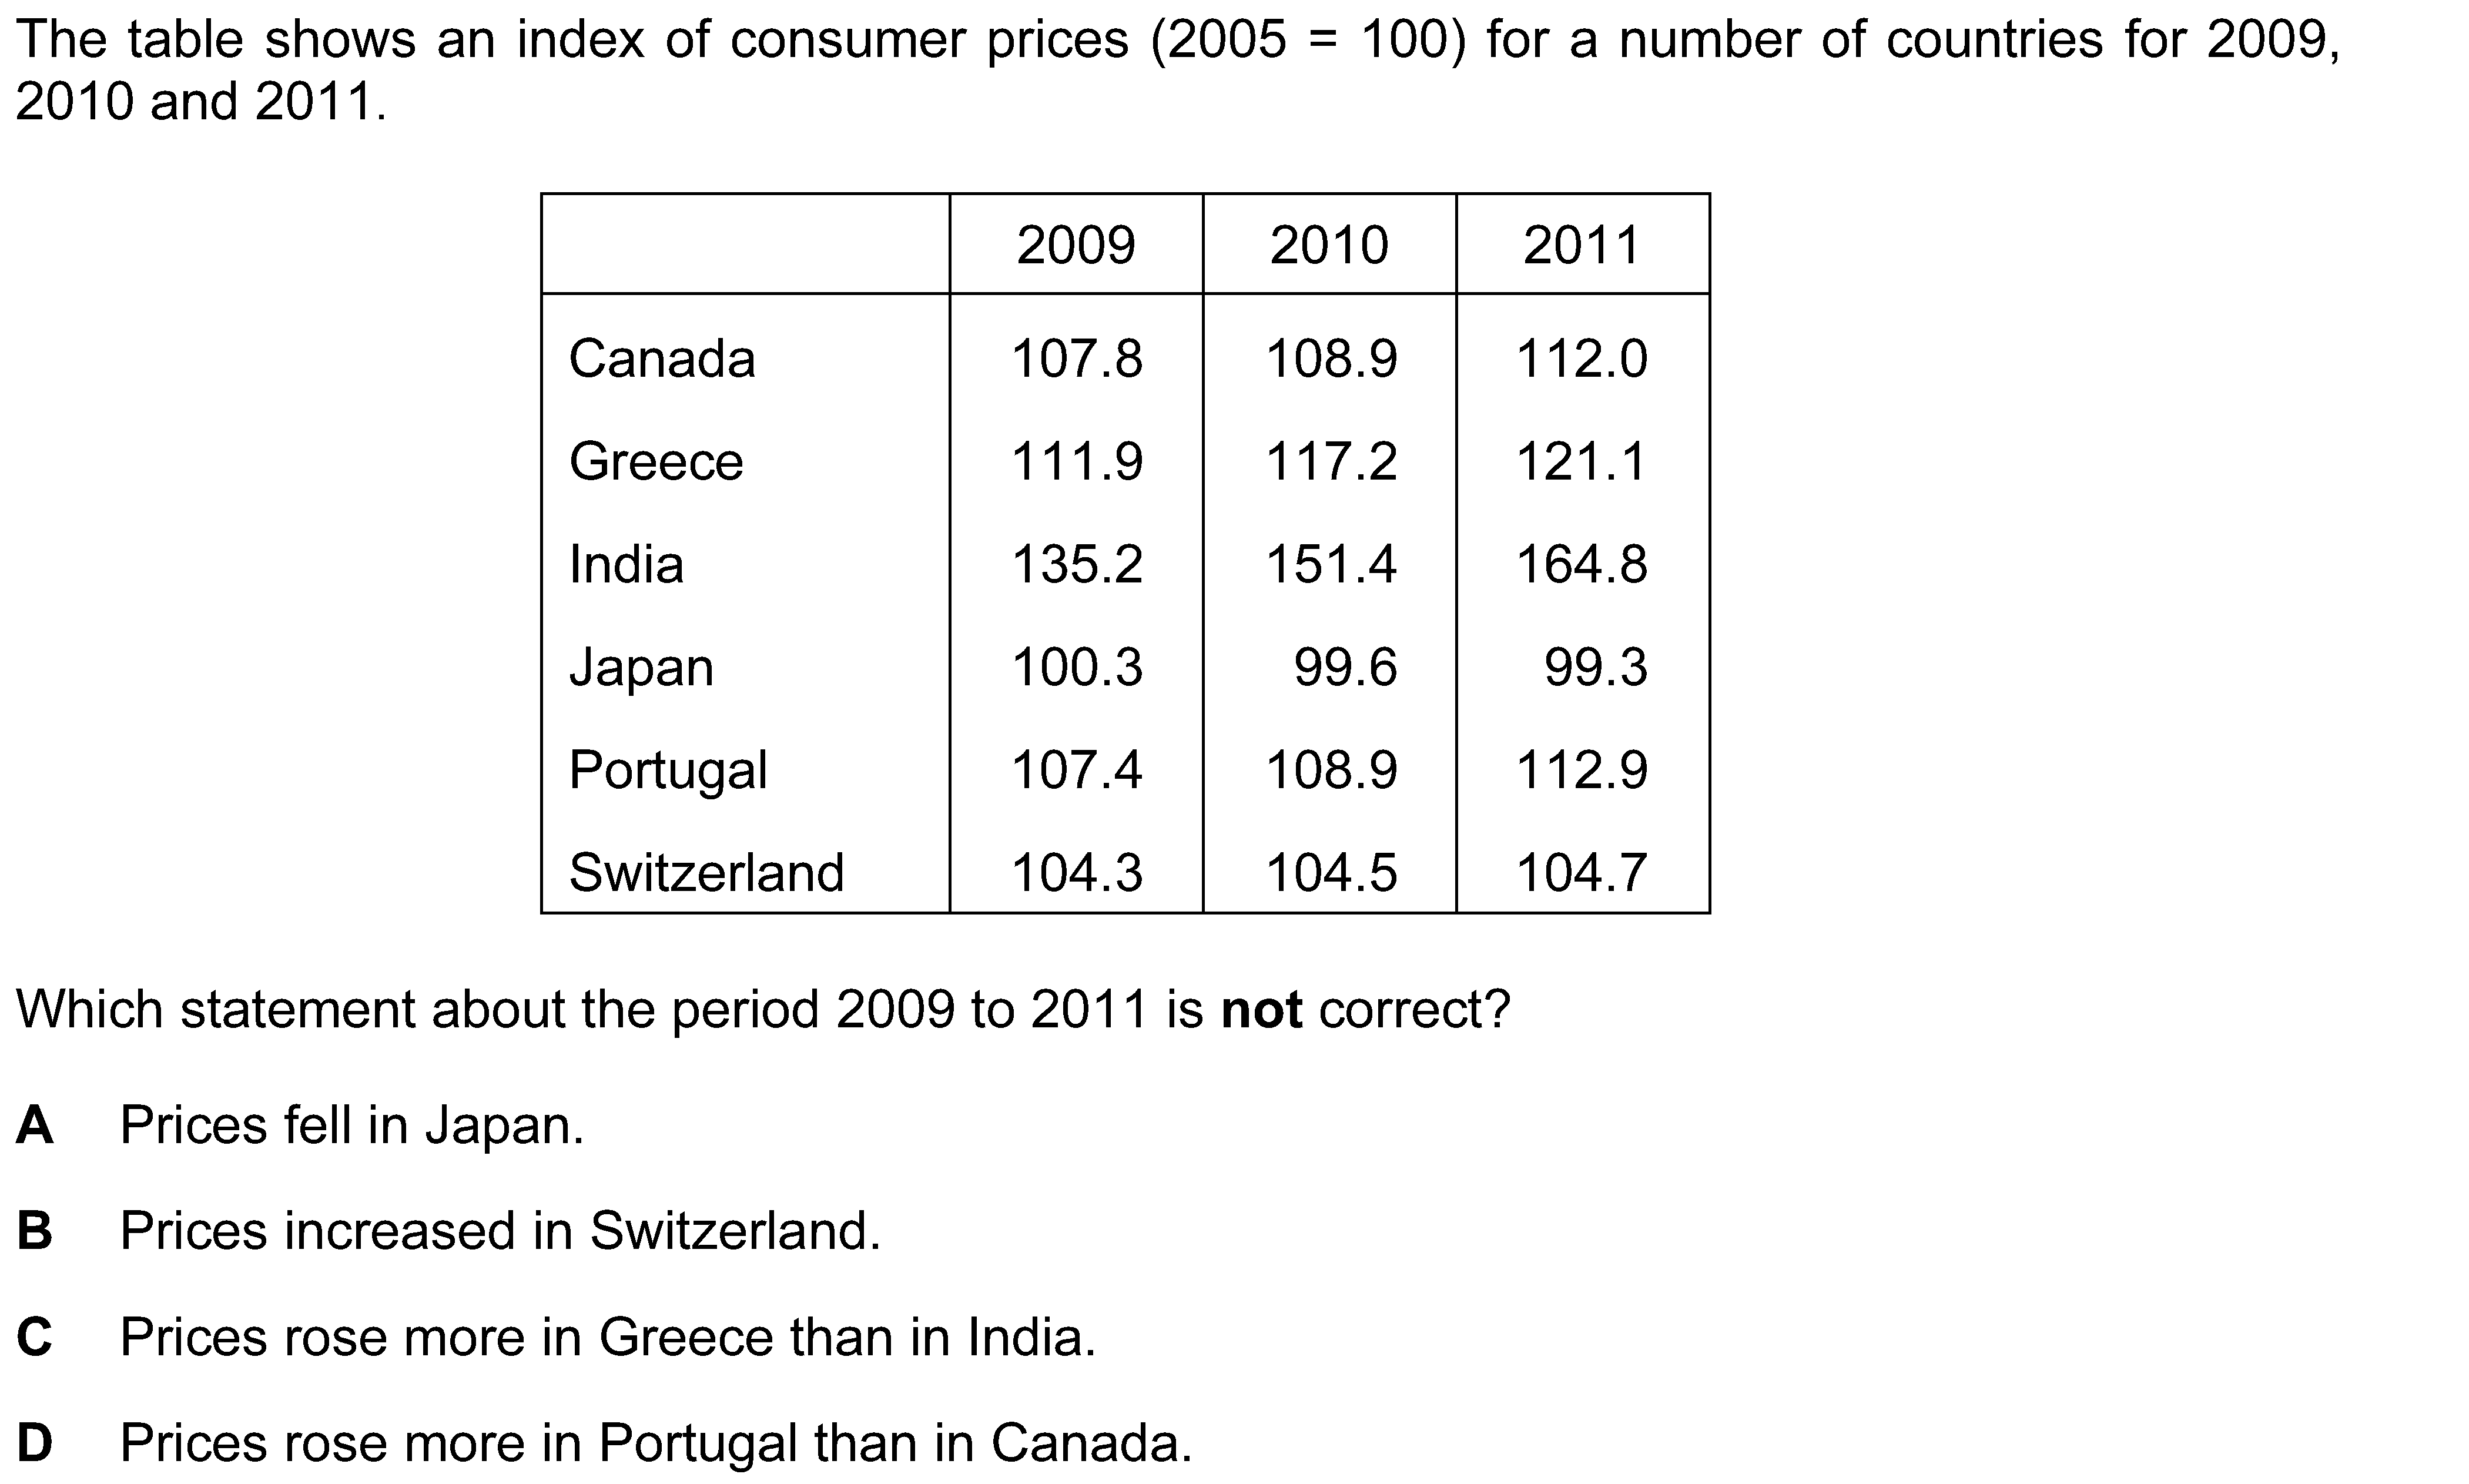 The table shows an index of consumer prices (2005 = 100) for a number of countries for 2009,
2010 and 2011.
2009 2010 2011
Canada 107.8 108.9 112.0
Greece 111.9 117.2 121.1
India 135.2 151.4 164.8
Japan 100.3 99.6 99.3
Portugal 107.4 108.9 112.9
Switzerland 104.3 104.5 104.7
Which statement about the period 2009 to 2011 is not correct?
A Prices fell in Japan.
B Prices increased in Switzerland.
C Prices rose more in Greece than in India.
D Prices rose more in Portugal than in Canada.